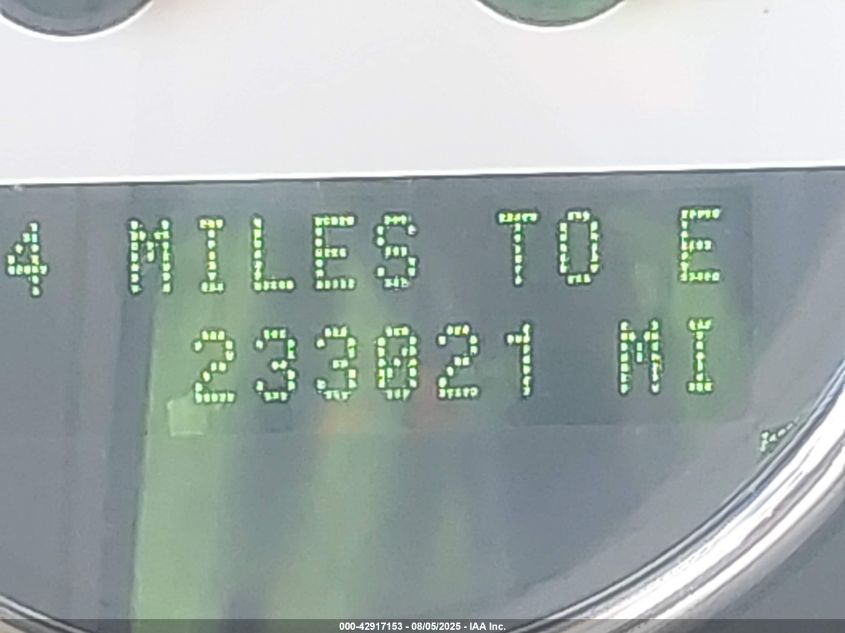 4 MILES TO E
233021 MI
000-42917153 - 08/05/2025 - IAA Inc.